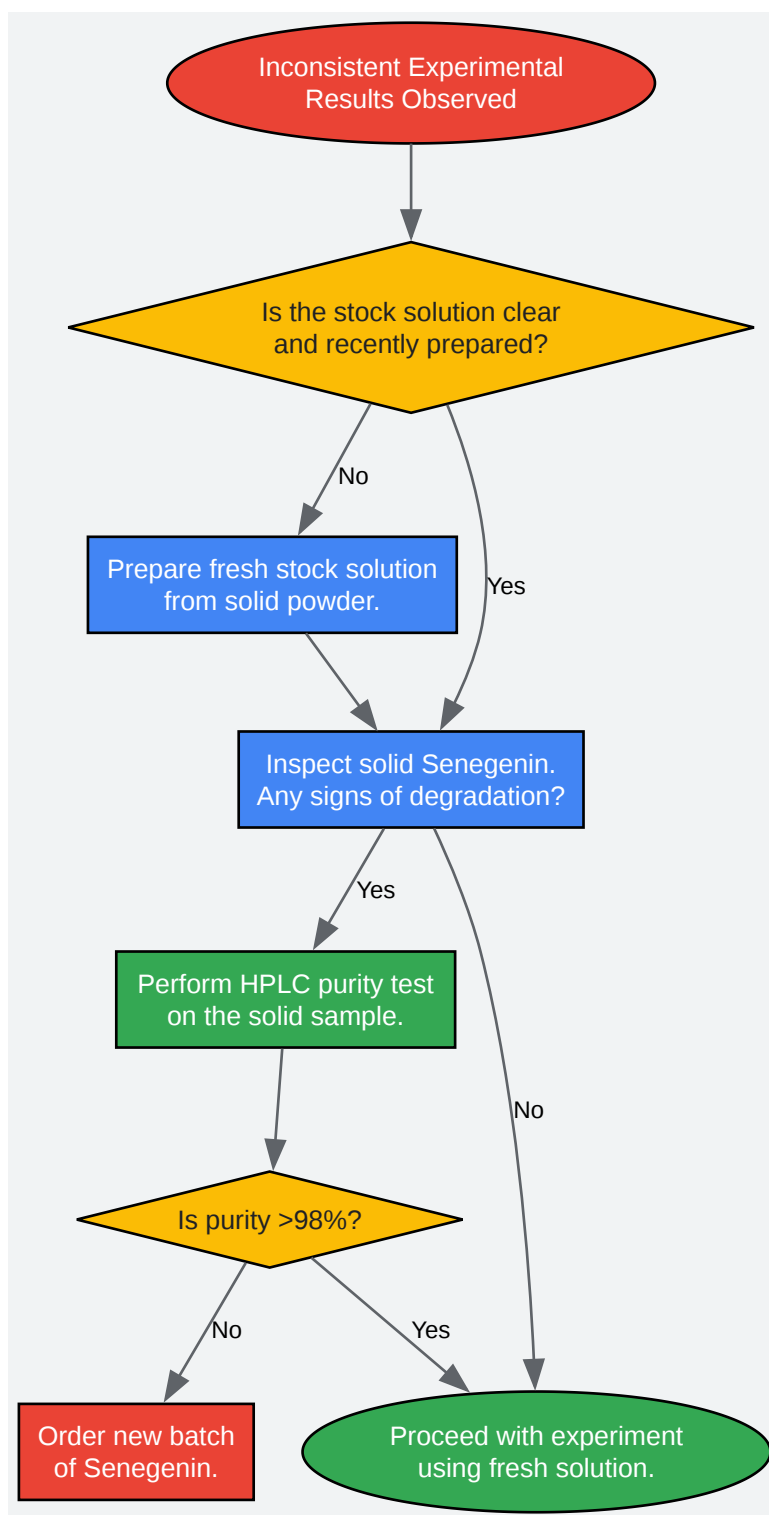 Inconsistent Experimental
Results Observed
Is the stock solution clear
and recently prepared?
No
Prepare fresh stock solution
from solid powder.
Yes
Inspect solid Senegenin.
Any signs of degradation?
Yes
Perform HPLC purity test
on the solid sample.
No
Is purity >98%?
No
Yes
Order new batch
of Senegenin.
Proceed with experiment
using fresh solution.